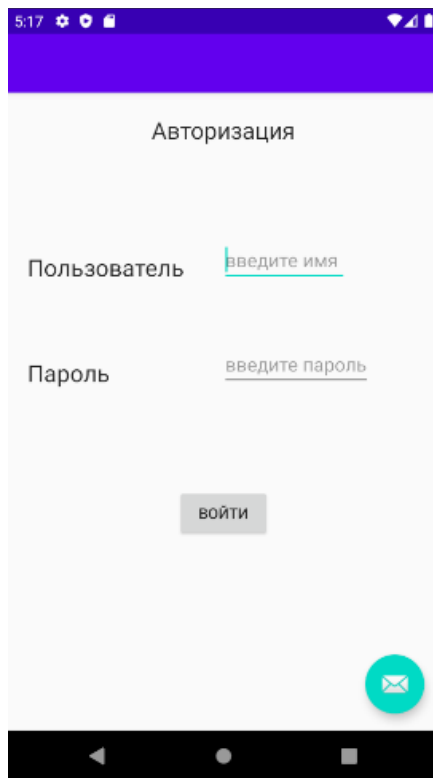 5:17
Авторизация
Пользователь введите имя
Пароль введите пароль
ВОЙТИ